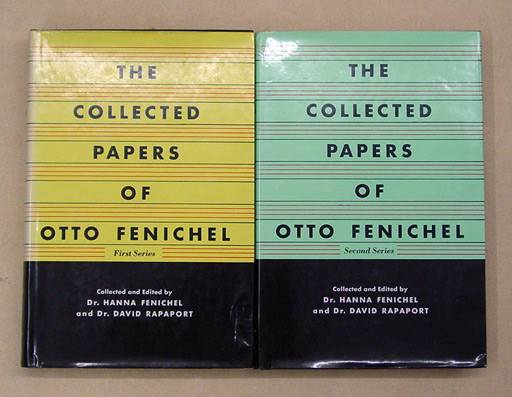 THE
COLLECTED
PAPERS
OF
OTTO FENICHEL
First Series
Collected and Edited by
Dr. HANNA FENICHEL
and Dr. DAVID RAPAPORT
THE
COLLECTED
PAPERS
OF
OTTO FENICHEL
Second Series
Collected and Edited by
Dr. HANNA FENICHEL
and Dr. DAVID RAPAPORT